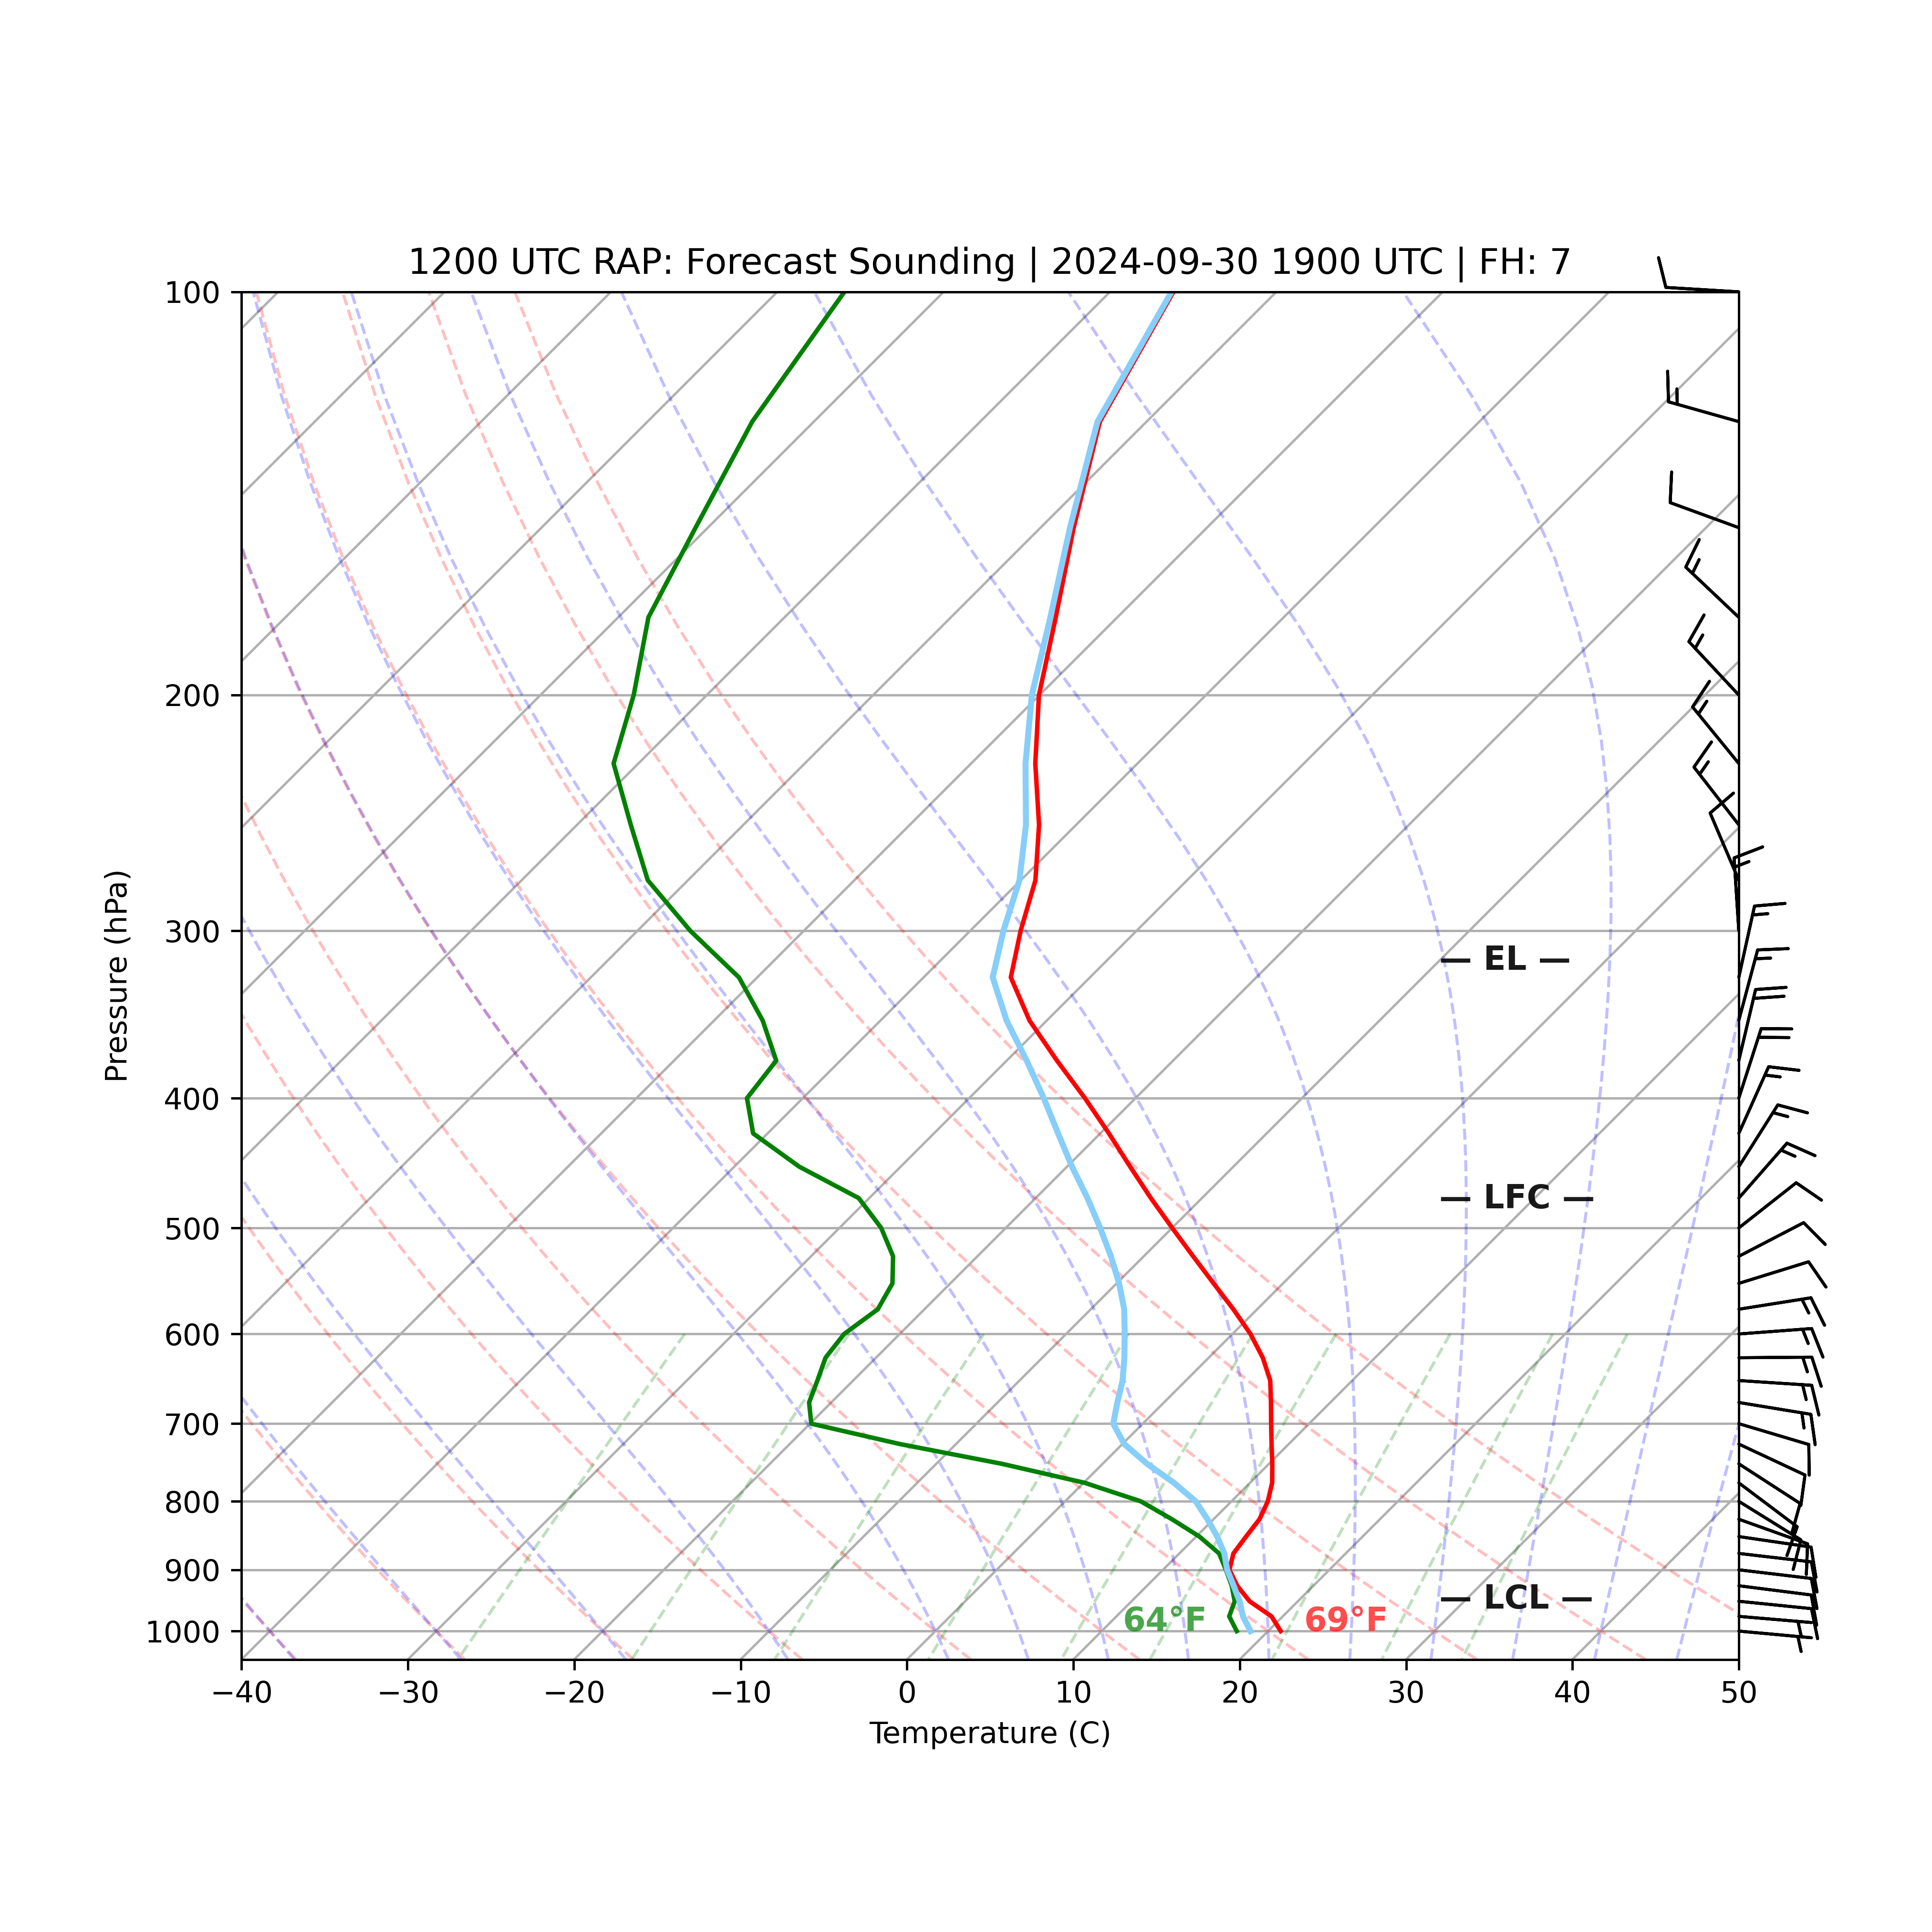 1200 UTC RAP: Forecast Sounding | 2024-09-30 1900 UTC | FH: 7
100
200
300
400
500
600
700
800
900
1000
Pressure (hPa)
— EL —
— LFC —
— LCL —
64°F
69°F
−40
−30
−20
−10
0
10
20
30
40
50
Temperature (C)